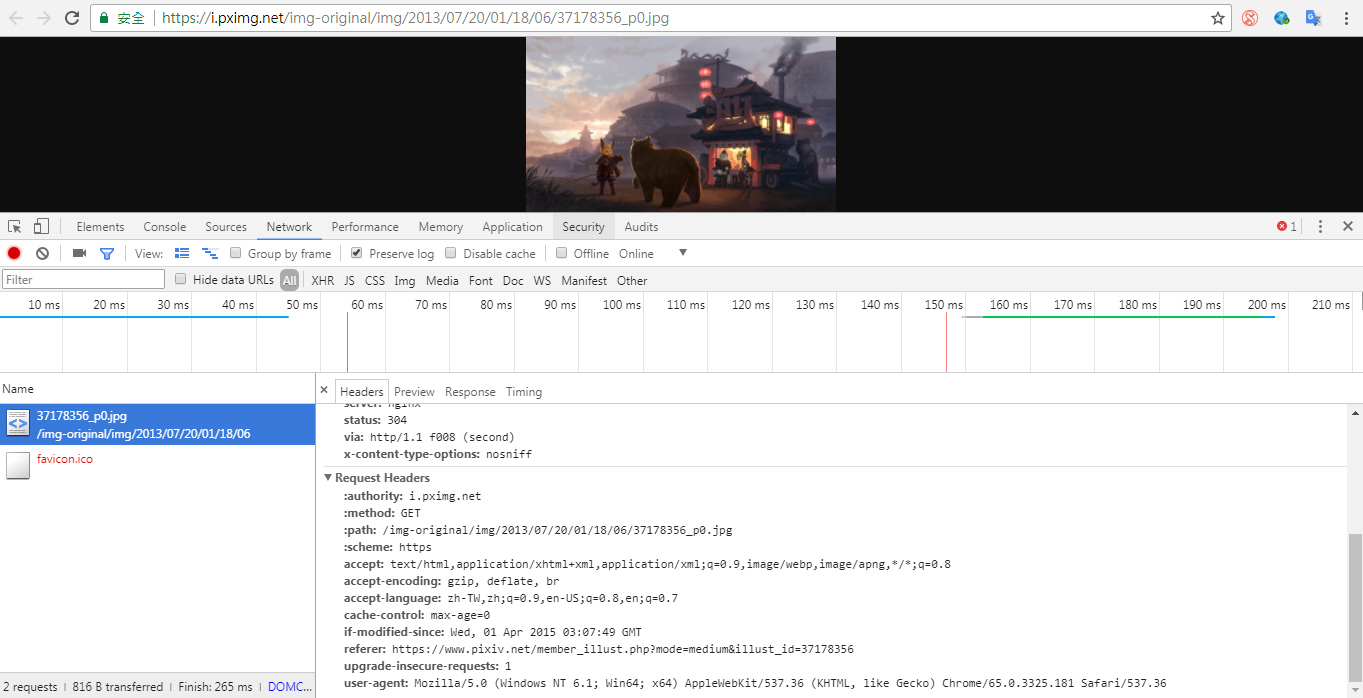 安全 https://i.pximg.net/img-original/img/2013/07/20/01/18/06/37178356_p0.jpg
Elements Console Sources Network Performance Memory Application Security Audits 1
View: Group by frame Preserve log Disable cache Offline Online
Filter Hide data URLs All XHR JS CSS Img Media Font Doc WS Manifest Other
10 ms 20 ms 30 ms 40 ms 50 ms 60 ms 70 ms 80 ms 90 ms 100 ms 110 ms 120 ms 130 ms 140 ms 150 ms 160 ms 170 ms 180 ms 190 ms 200 ms 210 ms
Name
37178356_p0.jpg
/img-original/img/2013/07/20/01/18/06
favicon.ico
2 requests 816 B transferred Finish: 265 ms DOMC...
Headers Preview Response Timing
server: nginx
status: 304
via: http/1.1 f008 (second)
x-content-type-options: nosniff
Request Headers
:authority: i.pximg.net
:method: GET
:path: /img-original/img/2013/07/20/01/18/06/37178356_p0.jpg
:scheme: https
accept: text/html,application/xhtml+xml,application/xml;q=0.9,image/webp,image/apng,*/*;q=0.8
accept-encoding: gzip, deflate, br
accept-language: zh-TW,zh;q=0.9,en-US;q=0.8,en;q=0.7
cache-control: max-age=0
if-modified-since: Wed, 01 Apr 2015 03:07:49 GMT
referer: https://www.pixiv.net/member_illust.php?mode=medium&illust_id=37178356
upgrade-insecure-requests: 1
user-agent: Mozilla/5.0 (Windows NT 6.1; Win64; x64) AppleWebKit/537.36 (KHTML, like Gecko) Chrome/65.0.3325.181 Safari/537.36